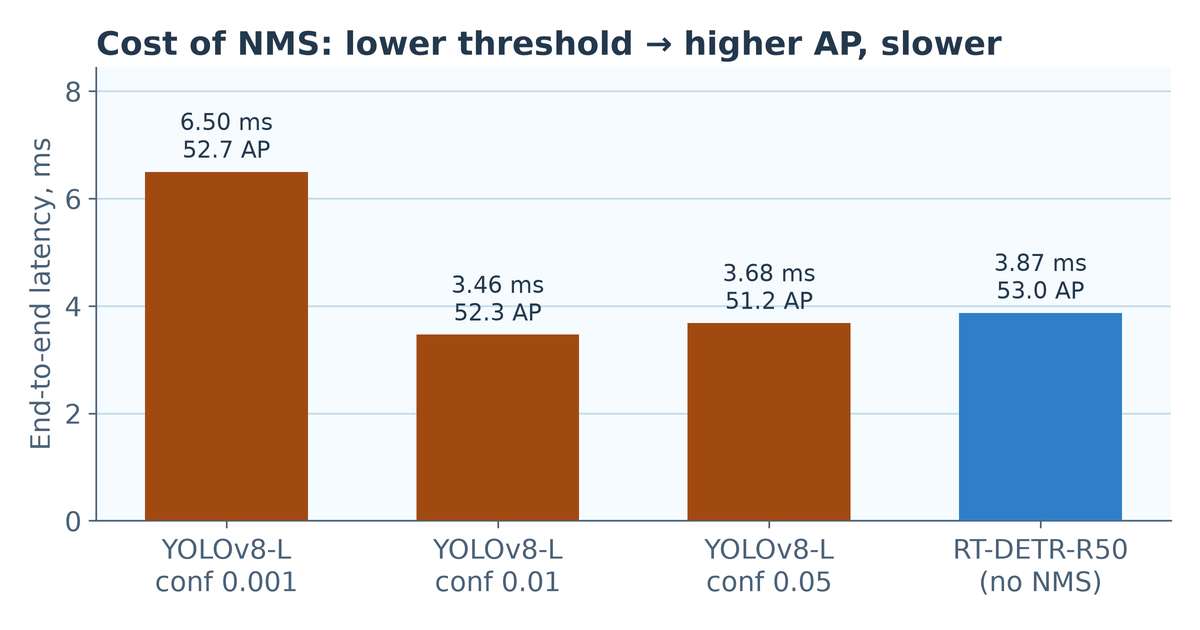 Cost of NMS: lower threshold → higher AP, slower
End-to-end latency, ms
8
6
4
2
0
6.50 ms
52.7 AP
3.46 ms
52.3 AP
3.68 ms
51.2 AP
3.87 ms
53.0 AP
YOLOv8-L
conf 0.001
YOLOv8-L
conf 0.01
YOLOv8-L
conf 0.05
RT-DETR-R50
(no NMS)